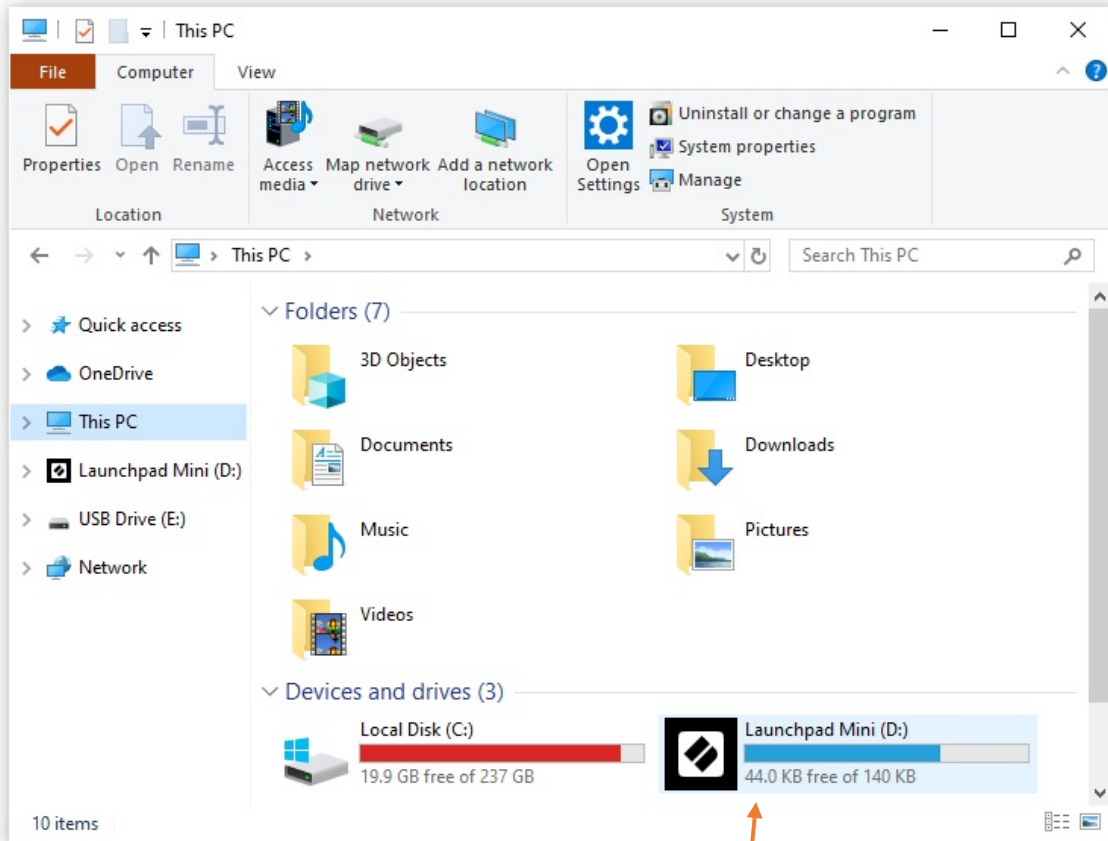 This PC
File Computer View
Properties Open Rename Access media Map network drive Add a network location Open Settings Uninstall or change a program
System properties
Manage
Location Network System
This PC Search This PC
Quick access
OneDrive
This PC
Launchpad Mini (D:)
USB Drive (E:)
Network
Folders (7)
3D Objects Desktop
Documents Downloads
Music Pictures
Videos
Devices and drives (3)
Local Disk (C:) Launchpad Mini (D:)
19.9 GB free of 237 GB 44.0 KB free of 140 KB
10 items